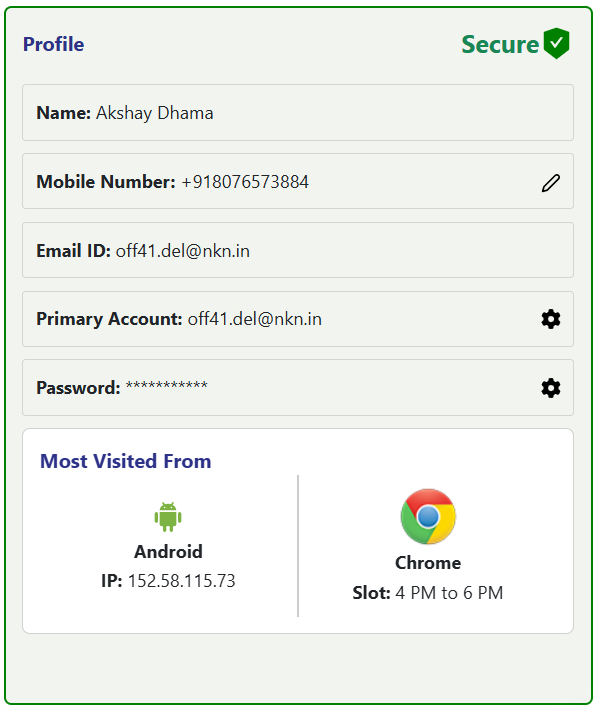 Profile
Secure
Name: Akshay Dhama
Mobile Number: +918076573884
Email ID: off41.del@nkn.in
Primary Account: off41.del@nkn.in
Password: ***********
Most Visited From
Android
IP: 152.58.115.73
Chrome
Slot: 4 PM to 6 PM